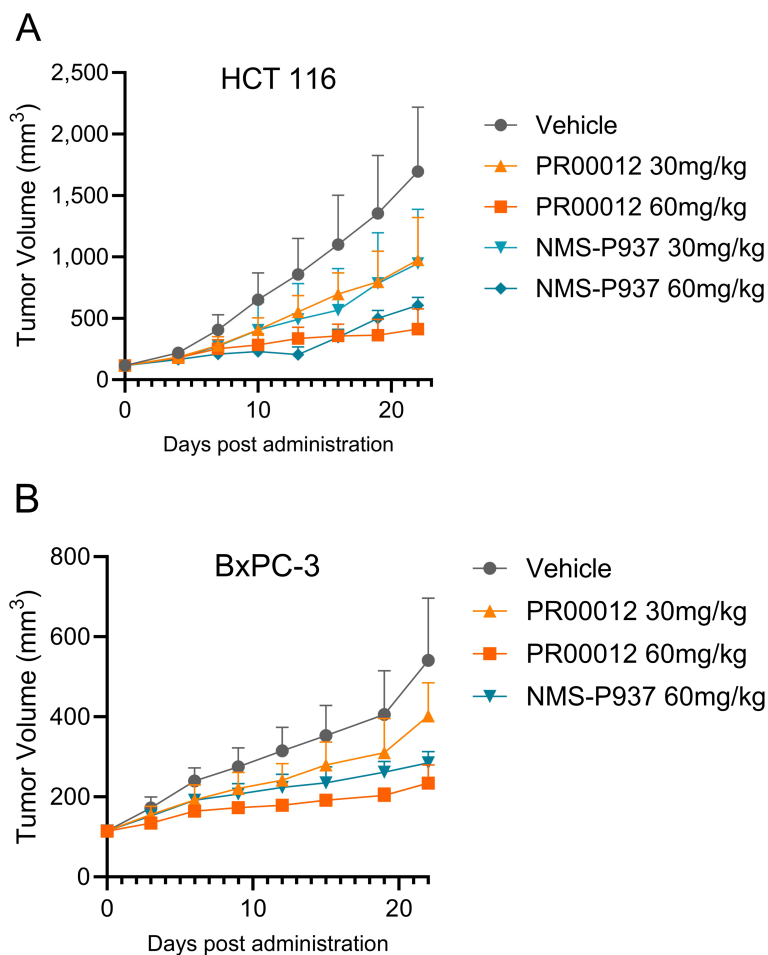 A
HCT 116
Tumor Volume (mm³)
2,500
2,000
1,500
1,000
500
0
0
10
20
Days post administration
Vehicle
PR00012 30mg/kg
PR00012 60mg/kg
NMS-P937 30mg/kg
NMS-P937 60mg/kg
B
BxPC-3
Tumor Volume (mm³)
800
600
400
200
0
0
10
20
Days post administration
Vehicle
PR00012 30mg/kg
PR00012 60mg/kg
NMS-P937 60mg/kg